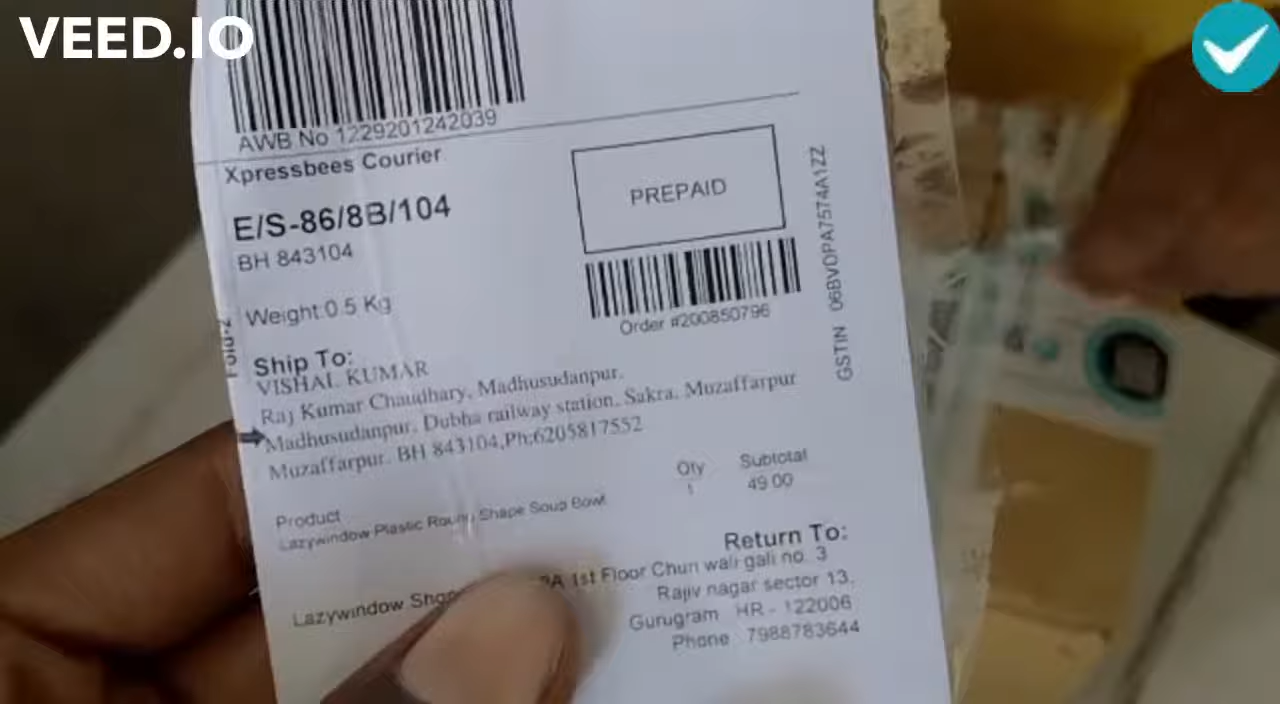 VEED.IO
AWB No 1229201242039
Xpressbees Courier
E/S-86/8B/104
BH 843104
PREPAID
Weight:0.5 Kg
Order #200850796
GSTIN 06BVDPA7574A1ZZ
Fold-2
Ship To:
VISHAL KUMAR
Raj Kumar Chaudhary, Madhusudanpur,
Madhusudanpur, Dubha railway station, Sakra, Muzaffarpur
Muzaffarpur, BH 843104,Ph:6205817552
Product Qty Subtotal
Lazywindow Plastic Round Shape Soup Bowl 1 49.00
Return To:
Lazywindow 1st Floor Chun wali gali no. 3
Rajiv nagar sector 13,
Gurugram HR - 122006
Phone 7988783644